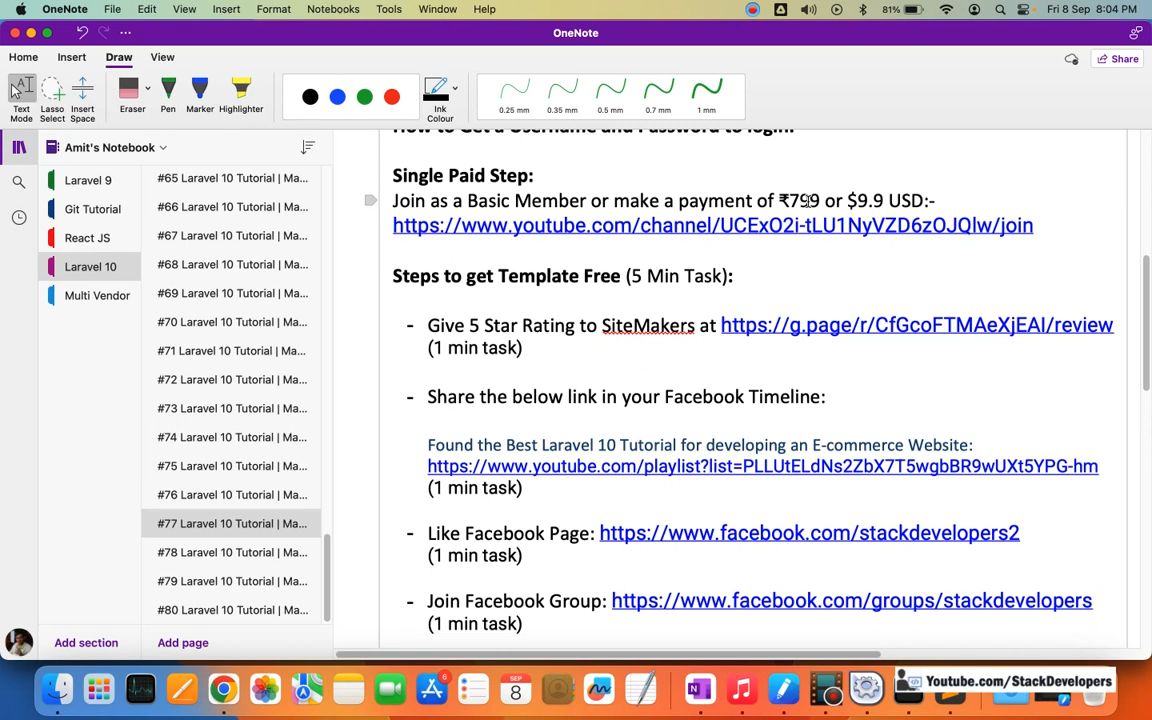 OneNote File Edit View Insert Format Notebooks Tools Window Help 81% Fri 8 Sep 8:04 PM
OneNote
Home Insert Draw View Share
Text Mode Lasso Select Insert Space Eraser Pen Marker Highlighter Ink Colour 0.25 mm 0.35 mm 0.5 mm 0.7 mm 1 mm
Amit's Notebook
Laravel 9
Git Tutorial
React JS
Laravel 10
Multi Vendor
#65 Laravel 10 Tutorial | Ma...
#66 Laravel 10 Tutorial | Ma...
#67 Laravel 10 Tutorial | Ma...
#68 Laravel 10 Tutorial | Ma...
#69 Laravel 10 Tutorial | Ma...
#70 Laravel 10 Tutorial | Ma...
#71 Laravel 10 Tutorial | Ma...
#72 Laravel 10 Tutorial | Ma...
#73 Laravel 10 Tutorial | Ma...
#74 Laravel 10 Tutorial | Ma...
#75 Laravel 10 Tutorial | Ma...
#76 Laravel 10 Tutorial | Ma...
#77 Laravel 10 Tutorial | Ma...
#78 Laravel 10 Tutorial | Ma...
#79 Laravel 10 Tutorial | Ma...
#80 Laravel 10 Tutorial | Ma...
Add section Add page
How to Get a Username and Password to login:
Single Paid Step:
Join as a Basic Member or make a payment of ₹799 or $9.9 USD:-
https://www.youtube.com/channel/UCExO2i-tLU1NyVZD6zOJQlw/join
Steps to get Template Free (5 Min Task):
- Give 5 Star Rating to SiteMakers at https://g.page/r/CfGcoFTMAeXjEAI/review
(1 min task)
- Share the below link in your Facebook Timeline:
Found the Best Laravel 10 Tutorial for developing an E-commerce Website:
https://www.youtube.com/playlist?list=PLLUtELdNs2ZbX7T5wgbBR9wUXt5YPG-hm
(1 min task)
- Like Facebook Page: https://www.facebook.com/stackdevelopers2
(1 min task)
- Join Facebook Group: https://www.facebook.com/groups/stackdevelopers
(1 min task)
SEP 8
6
Youtube.com/StackDevelopers